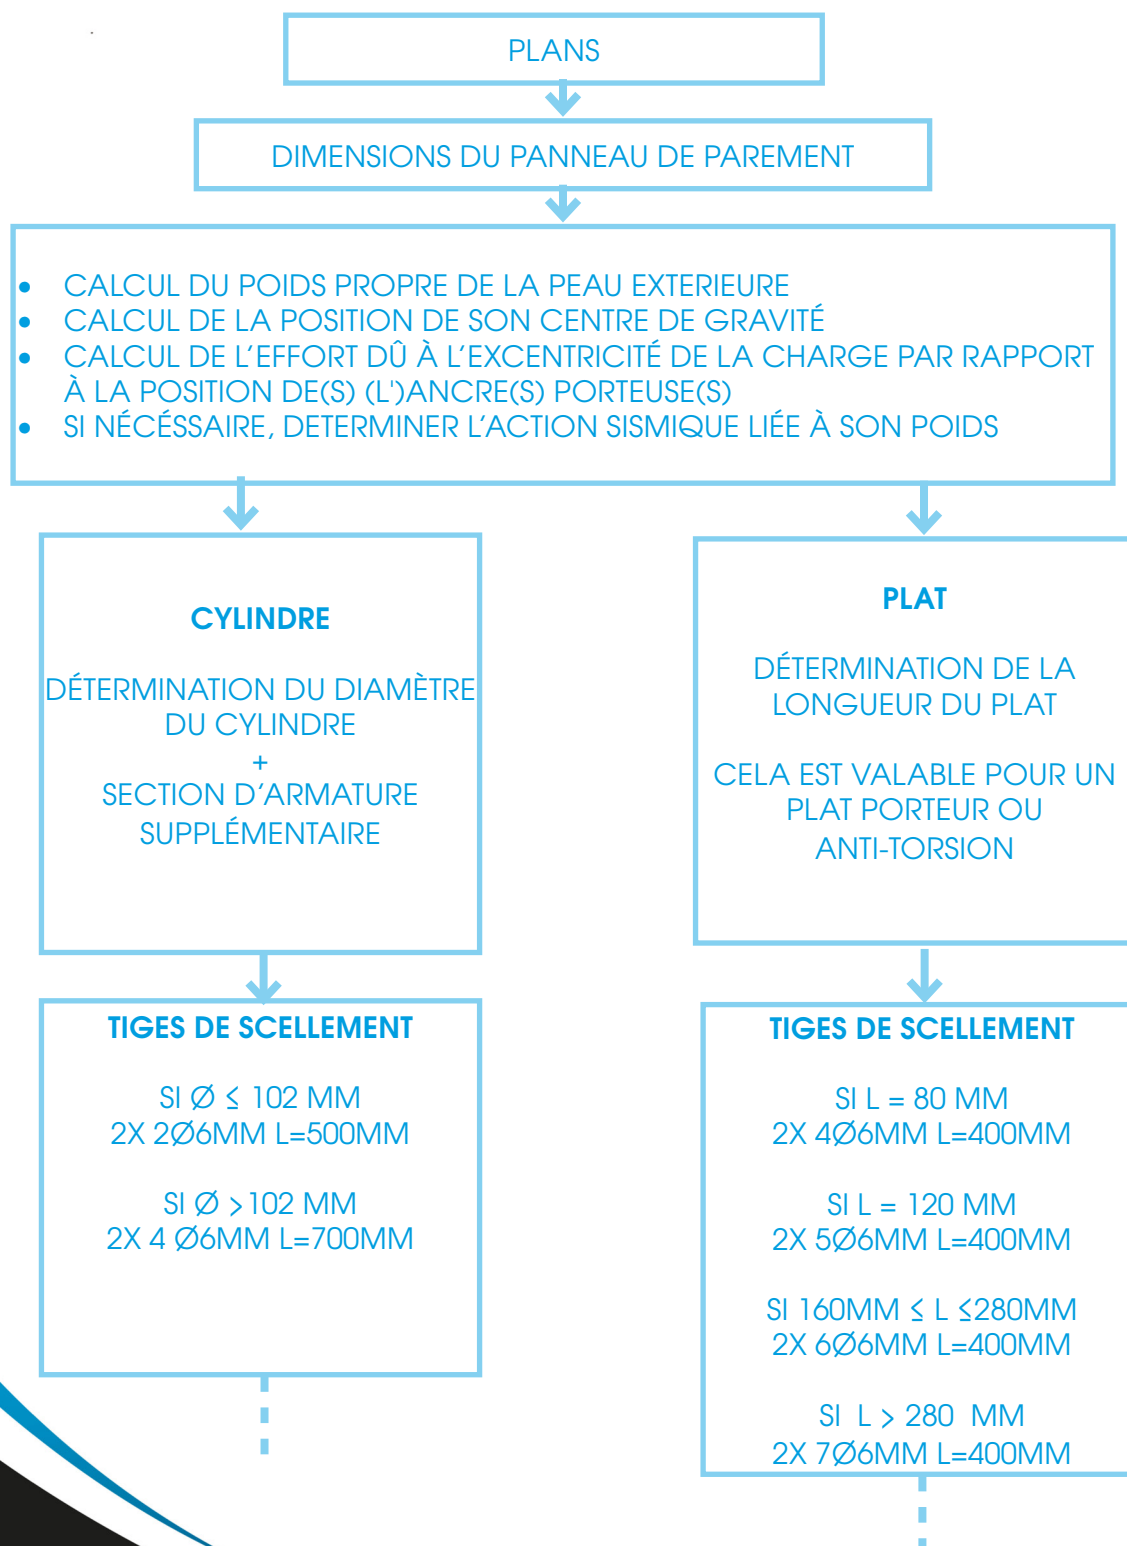 PLANS
DIMENSIONS DU PANNEAU DE PAREMENT
• CALCUL DU POIDS PROPRE DE LA PEAU EXTERIEURE
• CALCUL DE LA POSITION DE SON CENTRE DE GRAVITÉ
• CALCUL DE L'EFFORT DÛ À L'EXCENTRICITÉ DE LA CHARGE PAR RAPPORT
À LA POSITION DE(S) (L')ANCRE(S) PORTEUSE(S)
• SI NÉCÉSSAIRE, DETERMINER L'ACTION SISMIQUE LIÉE À SON POIDS
CYLINDRE
DÉTERMINATION DU DIAMÈTRE
DU CYLINDRE
+
SECTION D'ARMATURE
SUPPLÉMENTAIRE
PLAT
DÉTERMINATION DE LA
LONGUEUR DU PLAT
CELA EST VALABLE POUR UN
PLAT PORTEUR OU
ANTI-TORSION
TIGES DE SCELLEMENT
SI Ø ≤ 102 MM
2X 2Ø6MM L=500MM
SI Ø >102 MM
2X 4 Ø6MM L=700MM
TIGES DE SCELLEMENT
SI L = 80 MM
2X 4Ø6MM L=400MM
SI L = 120 MM
2X 5Ø6MM L=400MM
SI 160MM ≤ L ≤280MM
2X 6Ø6MM L=400MM
SI L > 280 MM
2X 7Ø6MM L=400MM